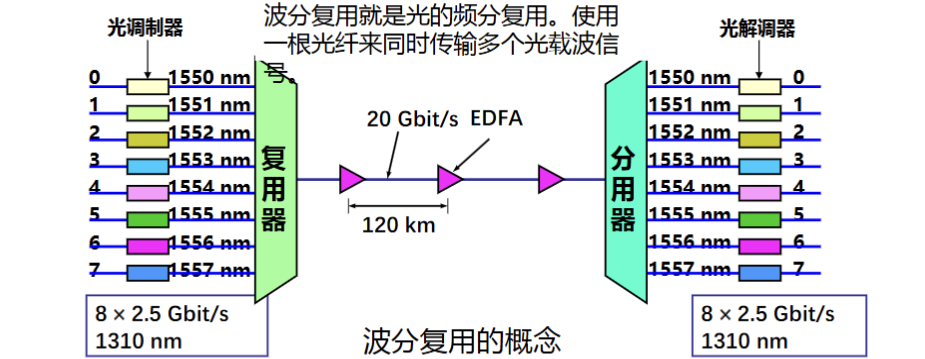 波分复用就是光的频分复用。使用
一根光纤来同时传输多个光载波信
号。
光调制器
光解调器
0 1550 nm
1 1551 nm
2 1552 nm
3 1553 nm
4 1554 nm
5 1555 nm
6 1556 nm
7 1557 nm
复用器
20 Gbit/s EDFA
120 km
分用器
1550 nm 0
1551 nm 1
1552 nm 2
1553 nm 3
1554 nm 4
1555 nm 5
1556 nm 6
1557 nm 7
8 × 2.5 Gbit/s
1310 nm
8 × 2.5 Gbit/s
1310 nm
波分复用的概念